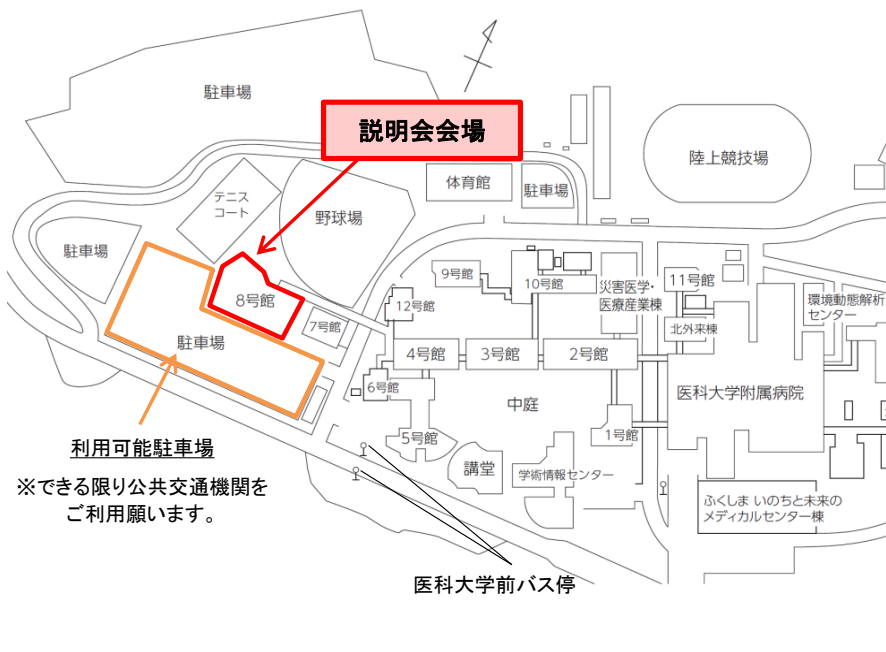 駐車場
説明会会場
陸上競技場
体育館
駐車場
テニス
コート
野球場
駐車場
9号館
10号館
災害医学・
医療産業棟
11号館
環境動態解析
センター
8号館
12号館
7号館
北外来棟
駐車場
4号館
3号館
2号館
6号館
中庭
医科大学附属病院
利用可能駐車場
5号館
1号館
講堂
学術情報センター
※できる限り公共交通機関を
ご利用願います。
ふくしま いのちと未来の
メディカルセンター棟
医科大学前バス停